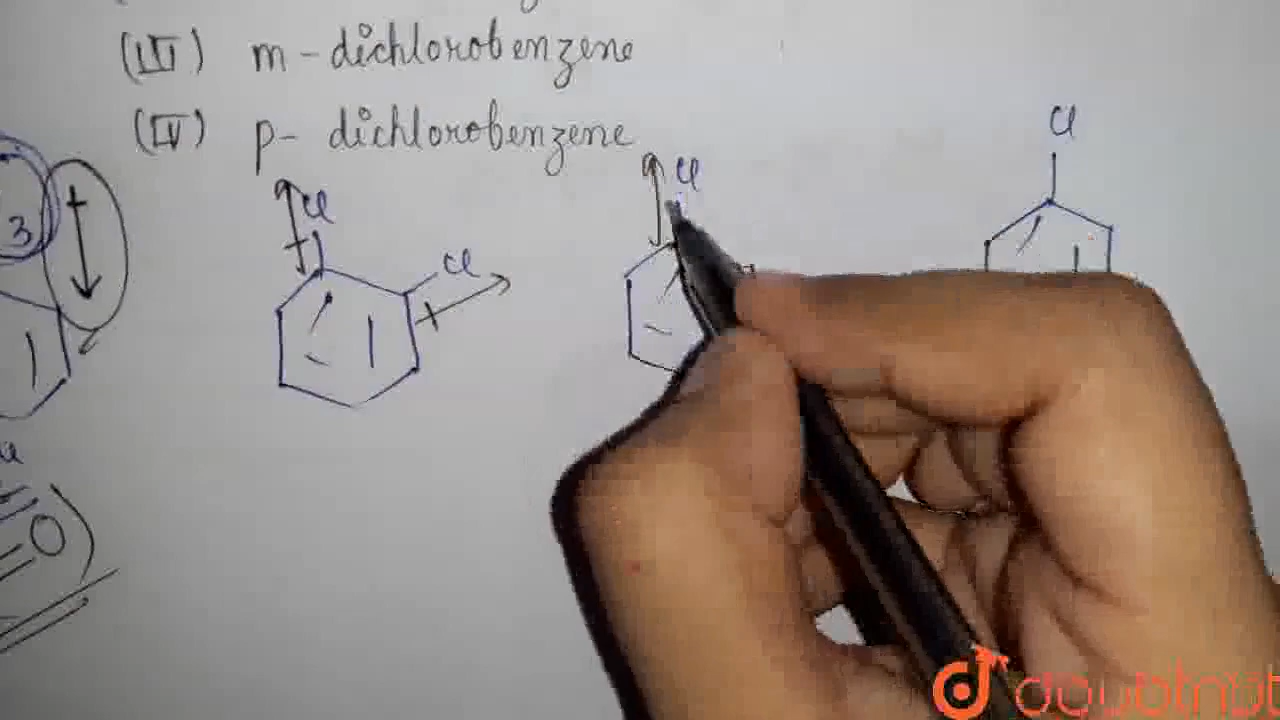 (III) m-dichlorobenzene
(IV) p- dichlorobenzene
Cl
Cl
Cl
Cl
3
doubtnut